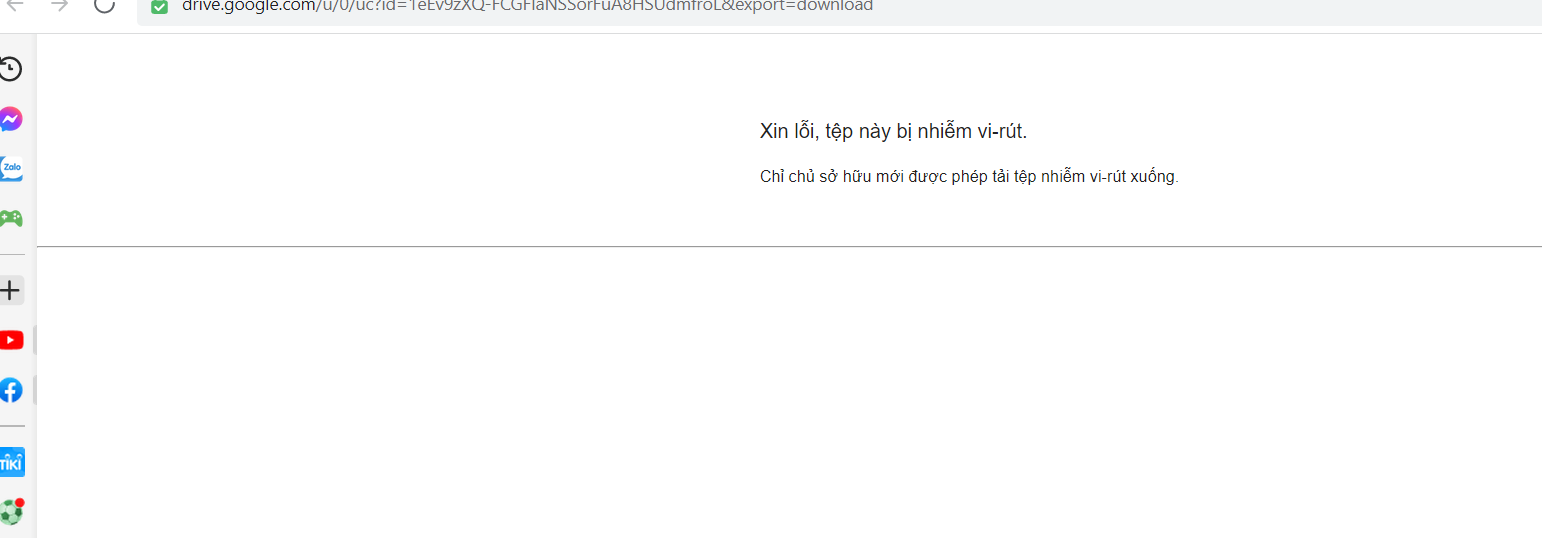 drive.google.com/u/0/uc?id=1eEv9zXQ-FCGFlaNSSorFuA8HSUdmfroL&export=download
Xin lỗi, tệp này bị nhiễm vi-rút.
Zalo
Chỉ chủ sở hữu mới được phép tải tệp nhiễm vi-rút xuống.
TIKI